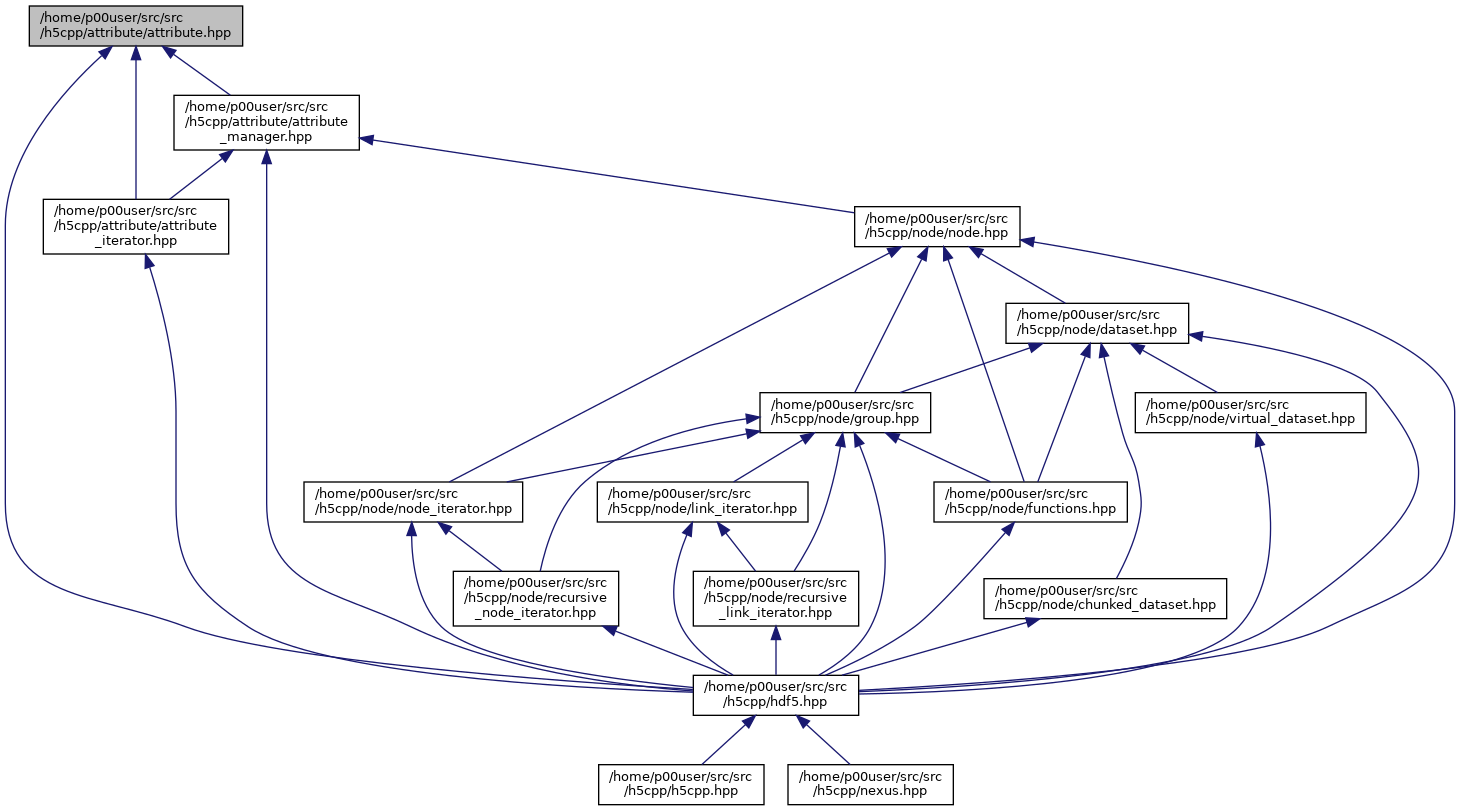 /home/p00user/src/src
/h5cpp/attribute/attribute.hpp
/home/p00user/src/src
/h5cpp/attribute/attribute
_manager.hpp
/home/p00user/src/src
/h5cpp/attribute/attribute
_iterator.hpp
/home/p00user/src/src
/h5cpp/node/node.hpp
/home/p00user/src/src
/h5cpp/node/dataset.hpp
/home/p00user/src/src
/h5cpp/node/group.hpp
/home/p00user/src/src
/h5cpp/node/virtual_dataset.hpp
/home/p00user/src/src
/h5cpp/node/node_iterator.hpp
/home/p00user/src/src
/h5cpp/node/link_iterator.hpp
/home/p00user/src/src
/h5cpp/node/functions.hpp
/home/p00user/src/src
/h5cpp/node/recursive
_node_iterator.hpp
/home/p00user/src/src
/h5cpp/node/recursive
_link_iterator.hpp
/home/p00user/src/src
/h5cpp/node/chunked_dataset.hpp
/home/p00user/src/src
/h5cpp/hdf5.hpp
/home/p00user/src/src
/h5cpp/h5cpp.hpp
/home/p00user/src/src
/h5cpp/nexus.hpp